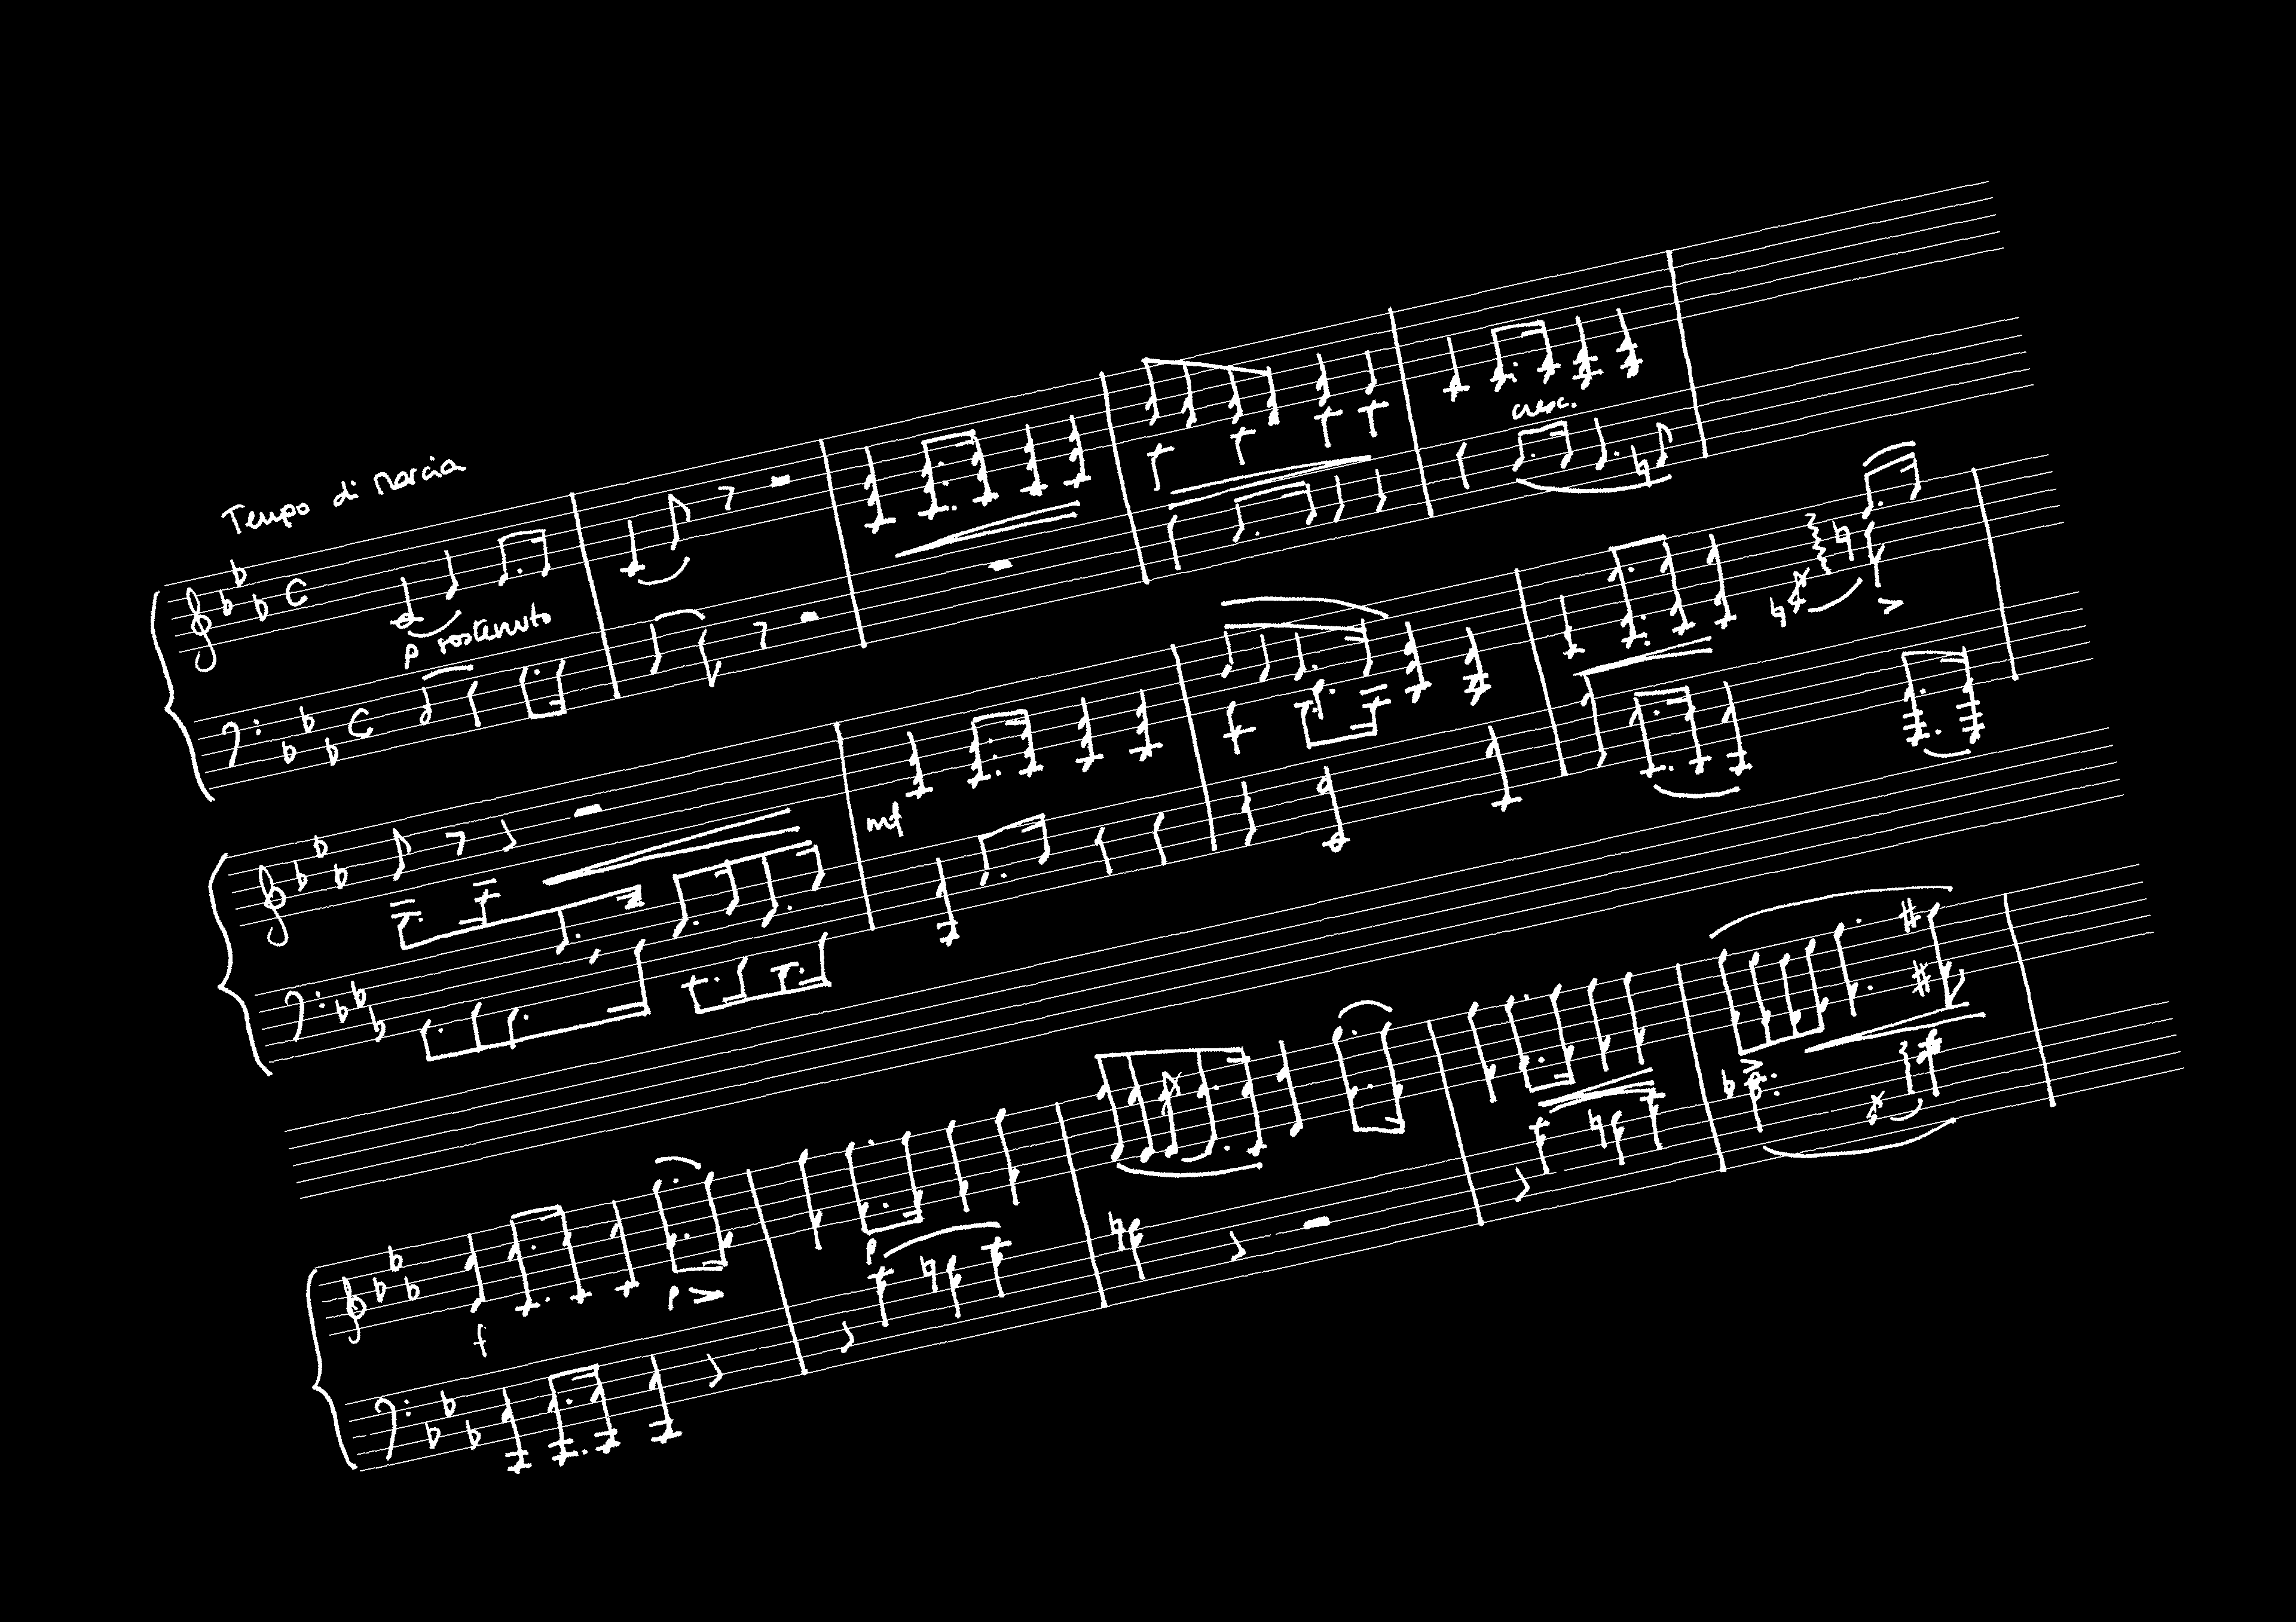 Tempo di Marcia
p sostenuto
cresc.
mf
f
p
p